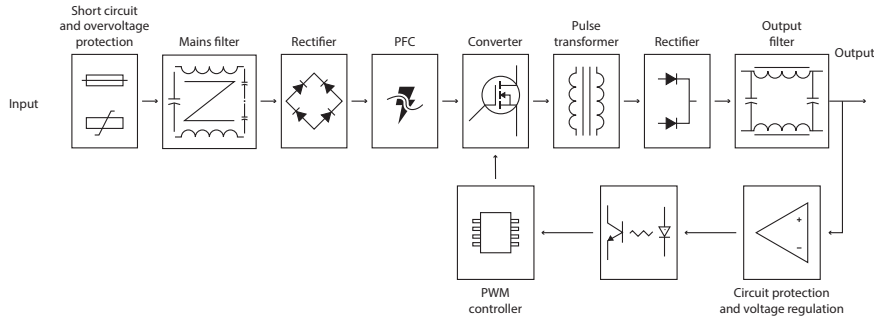 Short circuit
and overvoltage
protection
Mains filter
Rectifier
PFC
Converter
Pulse
transformer
Rectifier
Output
filter
Output
Input
+
−
PWM
controller
Circuit protection
and voltage regulation